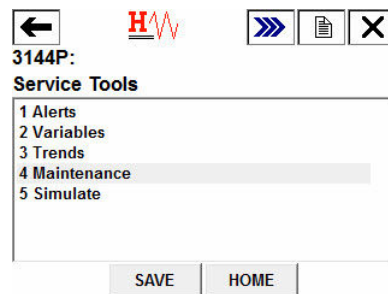 H
3144P:
Service Tools
1 Alerts
2 Variables
3 Trends
4 Maintenance
5 Simulate
SAVE HOME